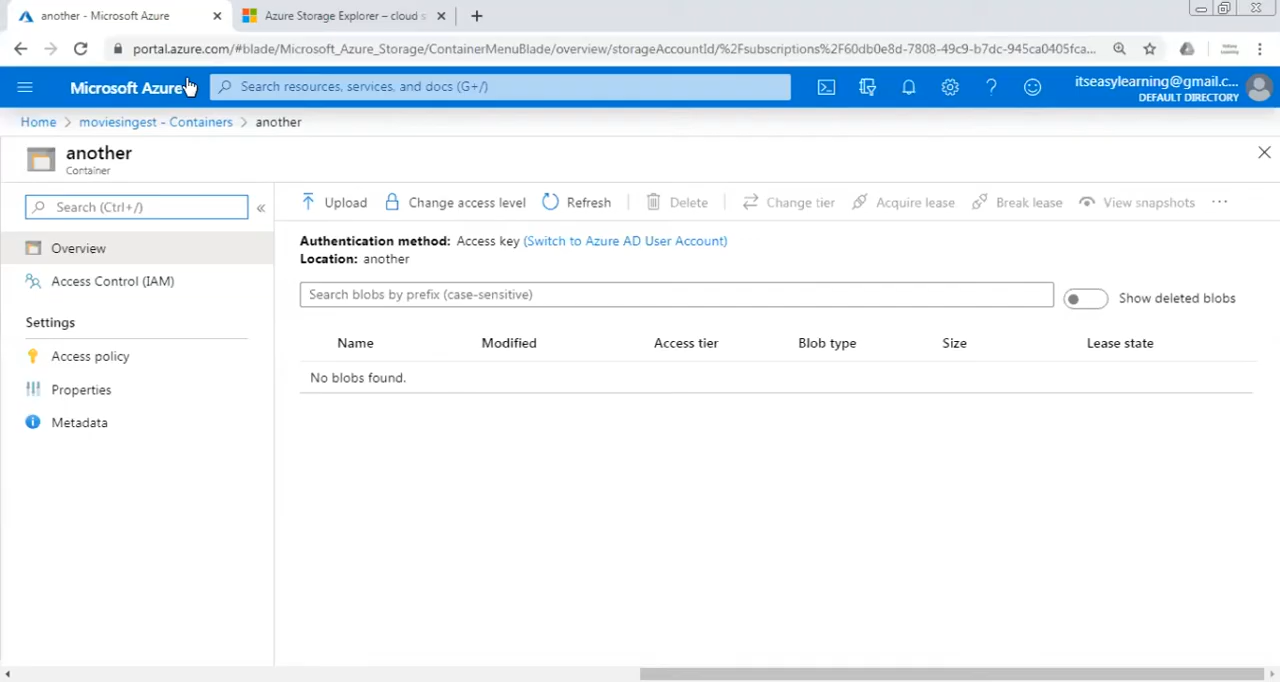 another - Microsoft Azure
Azure Storage Explorer – cloud s
portal.azure.com/#blade/Microsoft_Azure_Storage/ContainerMenuBlade/overview/storageAccountId/%2Fsubscriptions%2F60db0e8d-7808-49c9-b7dc-945ca0405fca...
Microsoft Azure
Search resources, services, and docs (G+/)
itseasylearning@gmail.c...
DEFAULT DIRECTORY
Home > moviesingest - Containers > another
another
Container
Search (Ctrl+/)
«
Upload
Change access level
Refresh
Delete
Change tier
Acquire lease
Break lease
View snapshots
...
Overview
Access Control (IAM)
Settings
Access policy
Properties
Metadata
Authentication method: Access key (Switch to Azure AD User Account)
Location: another
Search blobs by prefix (case-sensitive)
Show deleted blobs
Name Modified Access tier Blob type Size Lease state
No blobs found.